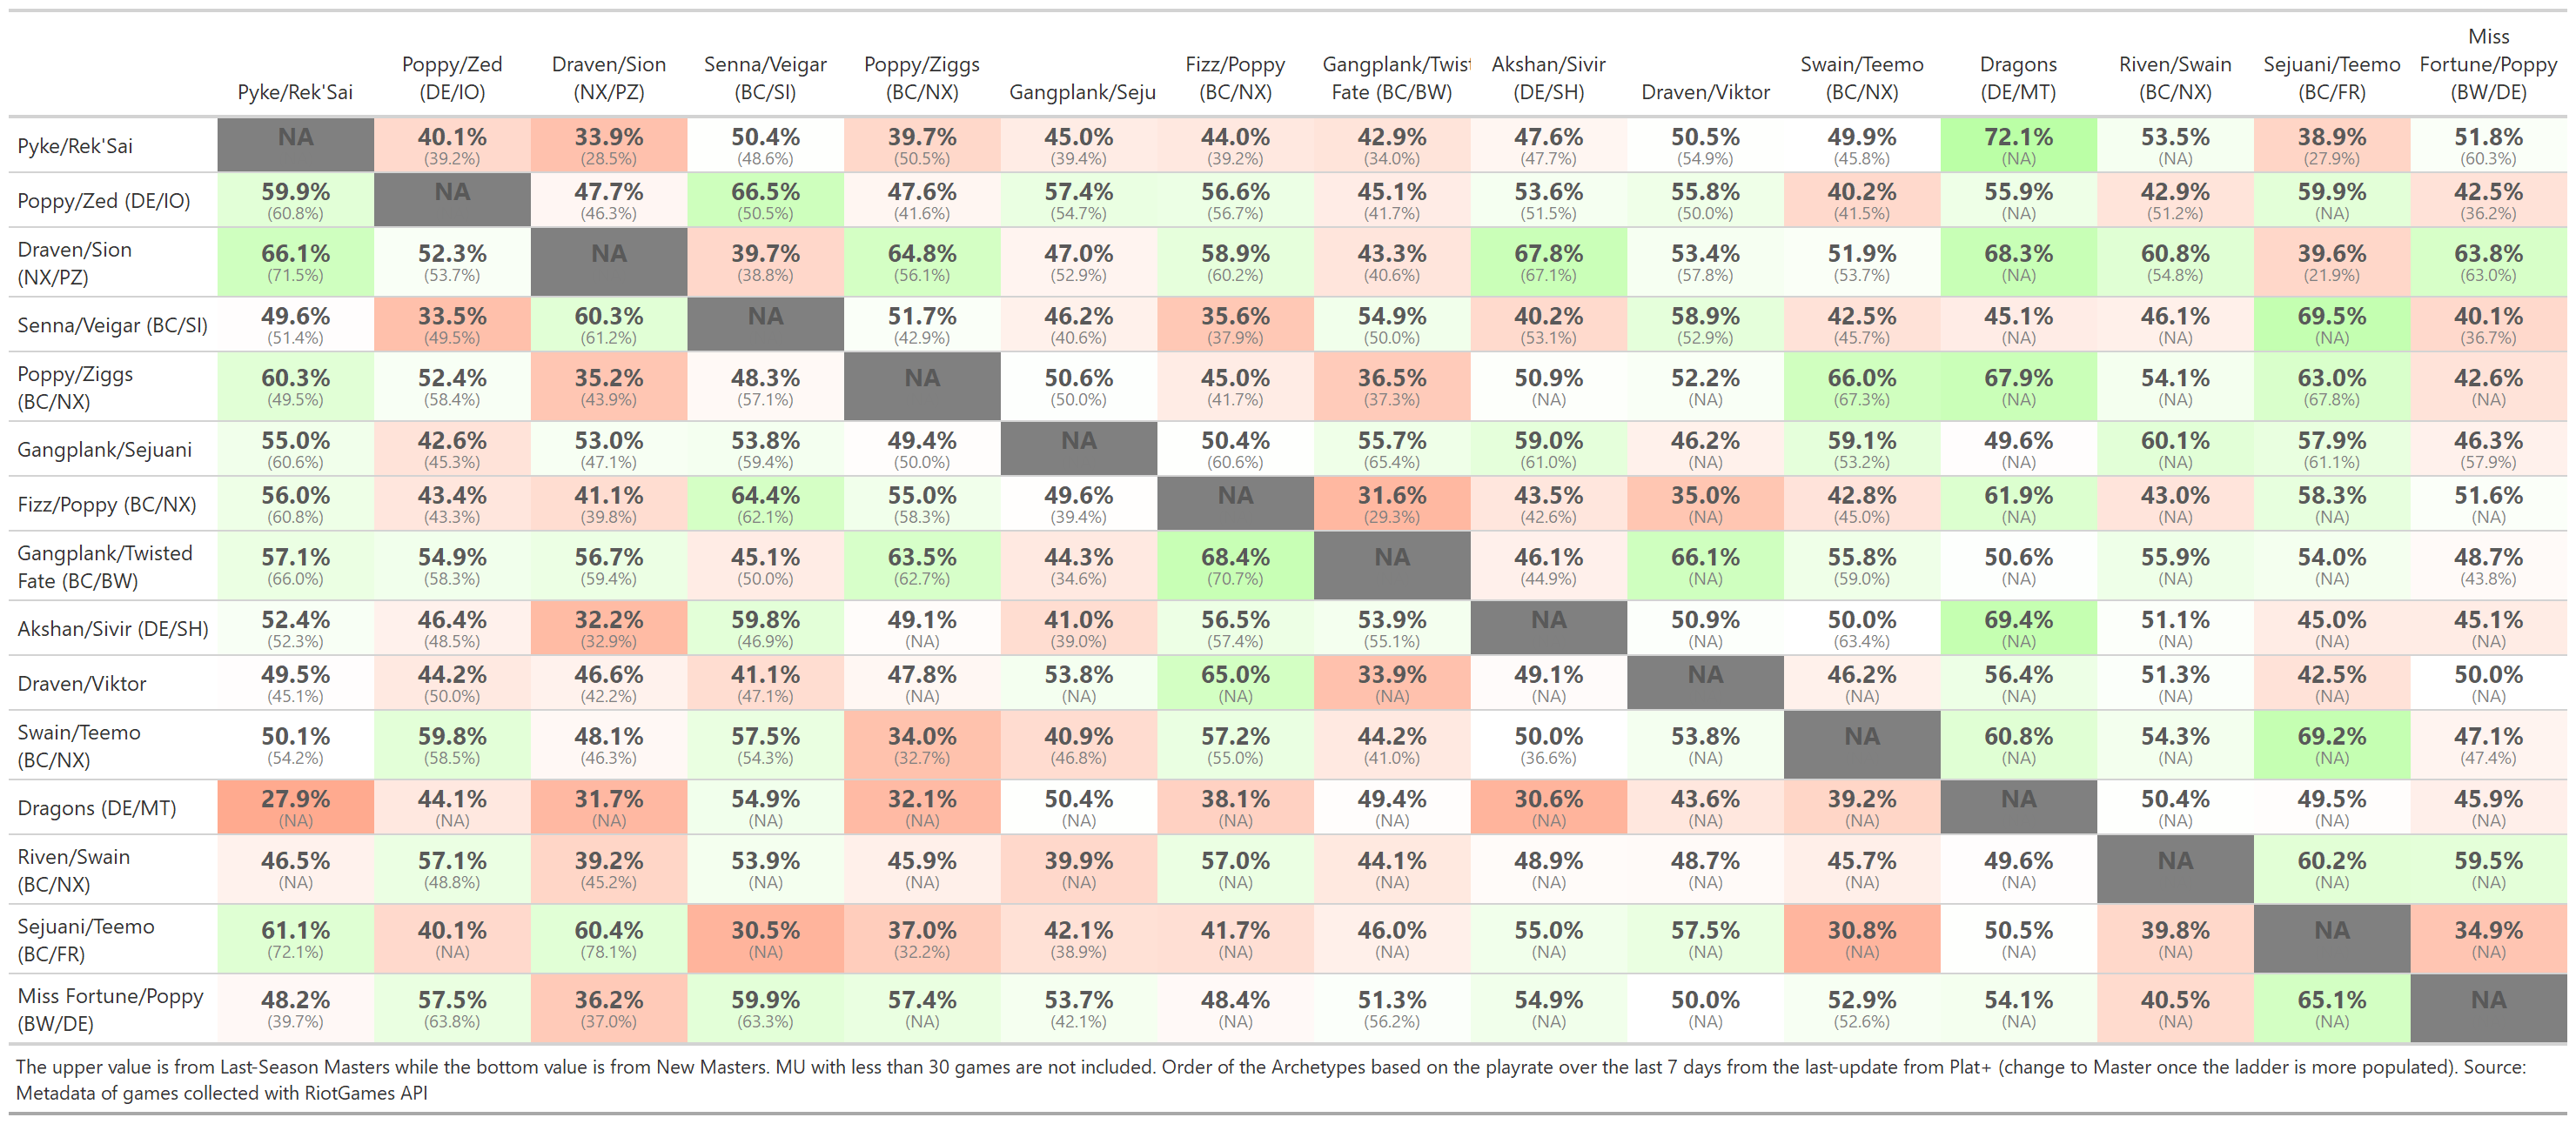 Miss
Poppy/Zed Draven/Sion Senna/Veigar Poppy/Ziggs Fizz/Poppy Gangplank/Twist Akshan/Sivir Swain/Teemo Dragons Riven/Swain Sejuani/Teemo Fortune/Poppy
Pyke/Rek'Sai (DE/IO) (NX/PZ) (BC/SI) (BC/NX) Gangplank/Seju (BC/NX) Fate (BC/BW) (DE/SH) Draven/Viktor (BC/NX) (DE/MT) (BC/NX) (BC/FR) (BW/DE)
Pyke/Rek'Sai NA 40.1% 33.9% 50.4% 39.7% 45.0% 44.0% 42.9% 47.6% 50.5% 49.9% 72.1% 53.5% 38.9% 51.8%
(39.2%) (28.5%) (48.6%) (50.5%) (39.4%) (39.2%) (34.0%) (47.7%) (54.9%) (45.8%) (NA) (NA) (27.9%) (60.3%)
Poppy/Zed (DE/IO) 59.9% NA 47.7% 66.5% 47.6% 57.4% 56.6% 45.1% 53.6% 55.8% 40.2% 55.9% 42.9% 59.9% 42.5%
(60.8%) (46.3%) (50.5%) (41.6%) (54.7%) (56.7%) (41.7%) (51.5%) (50.0%) (41.5%) (NA) (51.2%) (NA) (36.2%)
Draven/Sion 66.1% 52.3% NA 39.7% 64.8% 47.0% 58.9% 43.3% 67.8% 53.4% 51.9% 68.3% 60.8% 39.6% 63.8%
(NX/PZ) (71.5%) (53.7%) (38.8%) (56.1%) (52.9%) (60.2%) (40.6%) (67.1%) (57.8%) (53.7%) (NA) (54.8%) (21.9%) (63.0%)
Senna/Veigar (BC/SI) 49.6% 33.5% 60.3% NA 51.7% 46.2% 35.6% 54.9% 40.2% 58.9% 42.5% 45.1% 46.1% 69.5% 40.1%
(51.4%) (49.5%) (61.2%) (42.9%) (40.6%) (37.9%) (50.0%) (53.1%) (52.9%) (45.7%) (NA) (NA) (NA) (36.7%)
Poppy/Ziggs 60.3% 52.4% 35.2% 48.3% NA 50.6% 45.0% 36.5% 50.9% 52.2% 66.0% 67.9% 54.1% 63.0% 42.6%
(BC/NX) (49.5%) (58.4%) (43.9%) (57.1%) (50.0%) (41.7%) (37.3%) (NA) (NA) (67.3%) (NA) (NA) (67.8%) (NA)
Gangplank/Sejuani 55.0% 42.6% 53.0% 53.8% 49.4% NA 50.4% 55.7% 59.0% 46.2% 59.1% 49.6% 60.1% 57.9% 46.3%
(60.6%) (45.3%) (47.1%) (59.4%) (50.0%) (60.6%) (65.4%) (61.0%) (NA) (53.2%) (NA) (NA) (61.1%) (57.9%)
Fizz/Poppy (BC/NX) 56.0% 43.4% 41.1% 64.4% 55.0% 49.6% NA 31.6% 43.5% 35.0% 42.8% 61.9% 43.0% 58.3% 51.6%
(60.8%) (43.3%) (39.8%) (62.1%) (58.3%) (39.4%) (29.3%) (42.6%) (NA) (45.0%) (NA) (NA) (NA) (NA)
Gangplank/Twisted 57.1% 54.9% 56.7% 45.1% 63.5% 44.3% 68.4% NA 46.1% 66.1% 55.8% 50.6% 55.9% 54.0% 48.7%
Fate (BC/BW) (66.0%) (58.3%) (59.4%) (50.0%) (62.7%) (34.6%) (70.7%) (44.9%) (NA) (59.0%) (NA) (NA) (NA) (43.8%)
Akshan/Sivir (DE/SH) 52.4% 46.4% 32.2% 59.8% 49.1% 41.0% 56.5% 53.9% NA 50.9% 50.0% 69.4% 51.1% 45.0% 45.1%
(52.3%) (48.5%) (32.9%) (46.9%) (NA) (39.0%) (57.4%) (55.1%) (NA) (63.4%) (NA) (NA) (NA) (NA)
Draven/Viktor 49.5% 44.2% 46.6% 41.1% 47.8% 53.8% 65.0% 33.9% 49.1% NA 46.2% 56.4% 51.3% 42.5% 50.0%
(45.1%) (50.0%) (42.2%) (47.1%) (NA) (NA) (NA) (NA) (NA) (NA) (NA) (NA) (NA) (NA)
Swain/Teemo 50.1% 59.8% 48.1% 57.5% 34.0% 40.9% 57.2% 44.2% 50.0% 53.8% NA 60.8% 54.3% 69.2% 47.1%
(BC/NX) (54.2%) (58.5%) (46.3%) (54.3%) (32.7%) (46.8%) (55.0%) (41.0%) (36.6%) (NA) (NA) (NA) (NA) (47.4%)
Dragons (DE/MT) 27.9% 44.1% 31.7% 54.9% 32.1% 50.4% 38.1% 49.4% 30.6% 43.6% 39.2% NA 50.4% 49.5% 45.9%
(NA) (NA) (NA) (NA) (NA) (NA) (NA) (NA) (NA) (NA) (NA) (NA) (NA) (NA)
Riven/Swain 46.5% 57.1% 39.2% 53.9% 45.9% 39.9% 57.0% 44.1% 48.9% 48.7% 45.7% 49.6% NA 60.2% 59.5%
(BC/NX) (NA) (48.8%) (45.2%) (NA) (NA) (NA) (NA) (NA) (NA) (NA) (NA) (NA) (NA) (NA)
Sejuani/Teemo 61.1% 40.1% 60.4% 30.5% 37.0% 42.1% 41.7% 46.0% 55.0% 57.5% 30.8% 50.5% 39.8% NA 34.9%
(BC/FR) (72.1%) (NA) (78.1%) (NA) (32.2%) (38.9%) (NA) (NA) (NA) (NA) (NA) (NA) (NA) (NA)
Miss Fortune/Poppy 48.2% 57.5% 36.2% 59.9% 57.4% 53.7% 48.4% 51.3% 54.9% 50.0% 52.9% 54.1% 40.5% 65.1% NA
(BW/DE) (39.7%) (63.8%) (37.0%) (63.3%) (NA) (42.1%) (NA) (56.2%) (NA) (NA) (52.6%) (NA) (NA) (NA)
The upper value is from Last-Season Masters while the bottom value is from New Masters. MU with less than 30 games are not included. Order of the Archetypes based on the playrate over the last 7 days from the last-update from Plat+ (change to Master once the ladder is more populated). Source:
Metadata of games collected with RiotGames API